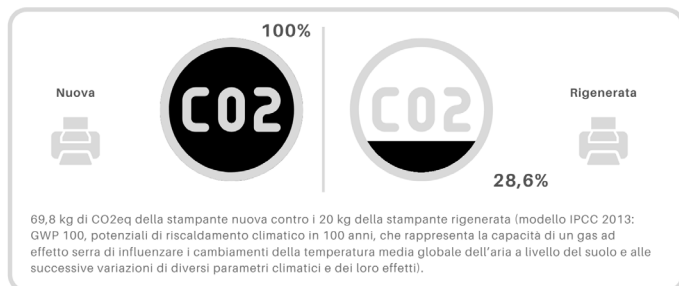 100%
Nuova
CO2
CO2
Rigenerata
28,6%
69,8 kg di CO2eq della stampante nuova contro i 20 kg della stampante rigenerata (modello IPCC 2013:
GWP 100, potenziali di riscaldamento climatico in 100 anni, che rappresenta la capacità di un gas ad
effetto serra di influenzare i cambiamenti della temperatura media globale dell'aria a livello del suolo e alle
successive variazioni di diversi parametri climatici e dei loro effetti).